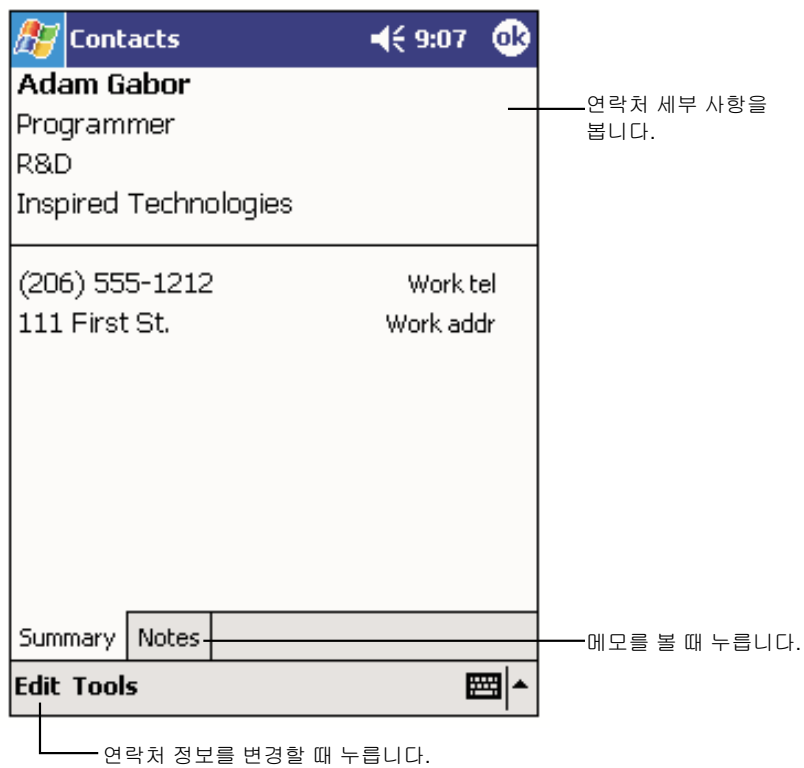 Contacts 9:07 ok
Adam Gabor
Programmer
R&D
Inspired Technologies
연락처 세부 사항을
봅니다.
(206) 555-1212 Work tel
111 First St. Work addr
Summary Notes
메모를 볼 때 누릅니다.
Edit Tools
연락처 정보를 변경할 때 누릅니다.